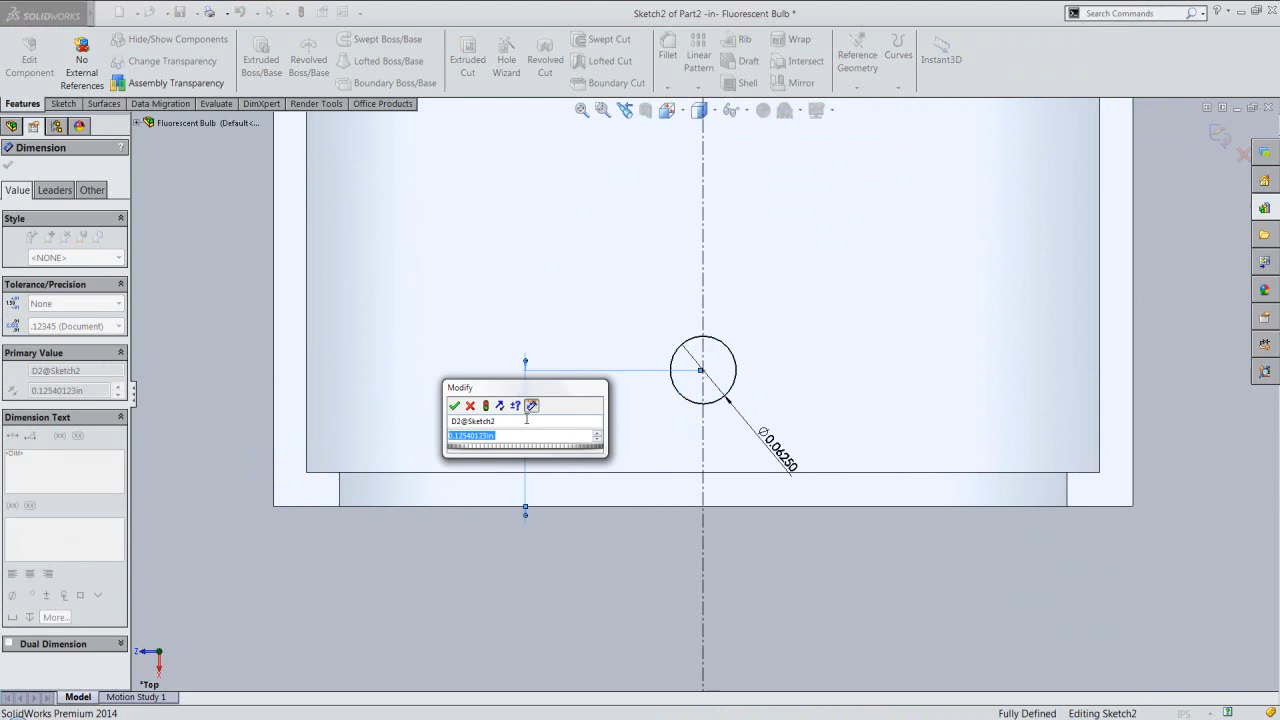 SOLIDWORKS
Sketch2 of Part2 -in- Fluorescent Bulb *
Search Commands
Edit Component
No External References
Hide/Show Components
Change Transparency
Assembly Transparency
Extruded Boss/Base
Revolved Boss/Base
Swept Boss/Base
Lofted Boss/Base
Boundary Boss/Base
Extruded Cut
Hole Wizard
Revolved Cut
Swept Cut
Lofted Cut
Boundary Cut
Fillet
Linear Pattern
Rib
Draft
Shell
Wrap
Intersect
Mirror
Reference Geometry
Curves
Instant3D
Features
Sketch
Surfaces
Data Migration
Evaluate
DimXpert
Render Tools
Office Products
Fluorescent Bulb (Default<...
Dimension
?
Value
Leaders
Other
Style
<NONE>
Tolerance/Precision
None
.12345 (Document)
Primary Value
D2@Sketch2
0.12540123in
Dimension Text
<DIM>
More...
Dual Dimension
Modify
±?
D2@Sketch2
0.12540123in
∅0.06250
Z
X
*Top
Model
Motion Study 1
SolidWorks Premium 2014
Fully Defined
Editing Sketch2
IPS